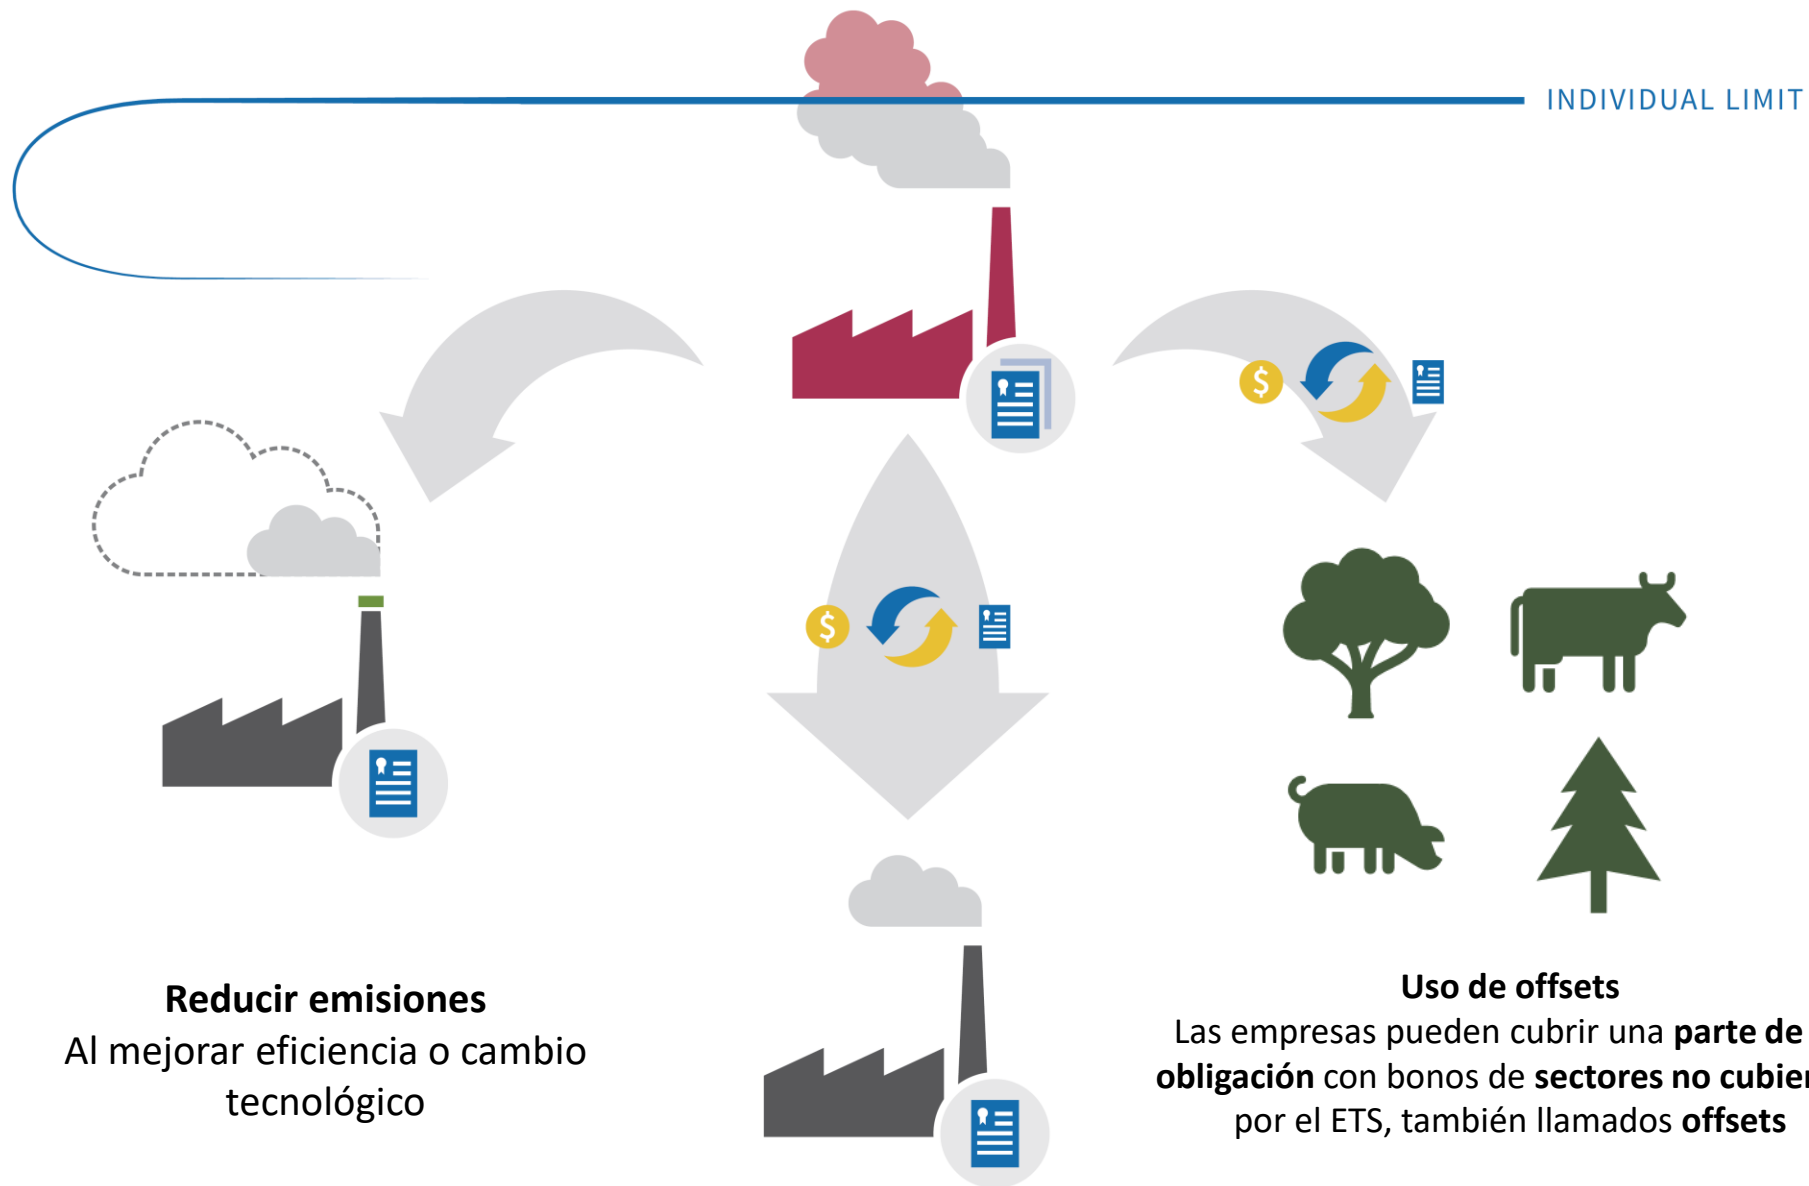 INDIVIDUAL LIMIT
Reducir emisiones
Al mejorar eficiencia o cambio
tecnológico
Uso de offsets
Las empresas pueden cubrir una parte de
obligación con bonos de sectores no
por el ETS, también llamados offsets
$
$